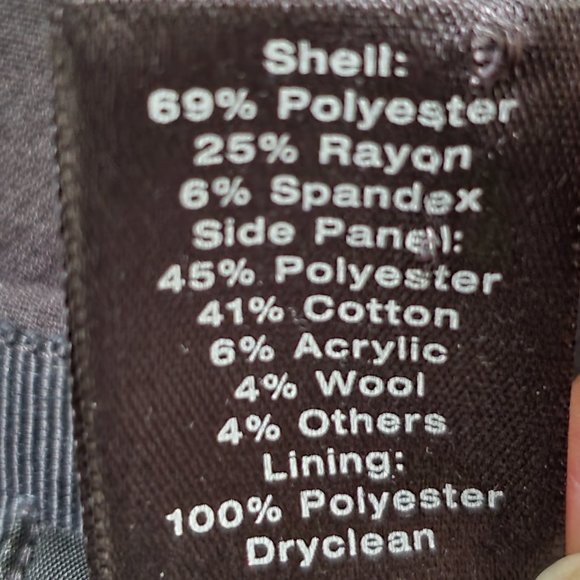 Shell:
69% Polyester
25% Rayon
6% Spandex
Side Panel:
45% Polyester
41% Cotton
6% Acrylic
4% Wool
4% Others
Lining:
100% Polyester
Dryclean